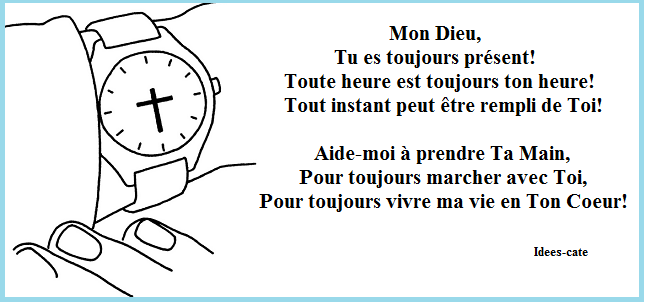 Mon Dieu,
Tu es toujours présent!
Toute heure est toujours ton heure!
Tout instant peut être rempli de Toi!
Aide-moi à prendre Ta Main,
Pour toujours marcher avec Toi,
Pour toujours vivre ma vie en Ton Coeur!
Idees-cate